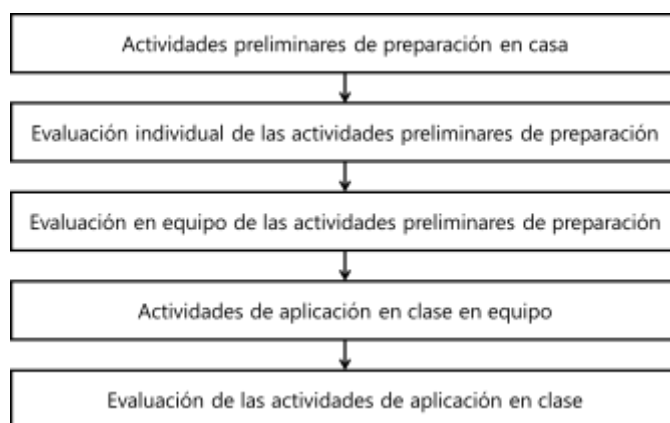 Actividades preliminares de preparación en casa
Evaluación individual de las actividades preliminares de preparación
Evaluación en equipo de las actividades preliminares de preparación
Actividades de aplicación en clase en equipo
Evaluación de las actividades de aplicación en clase